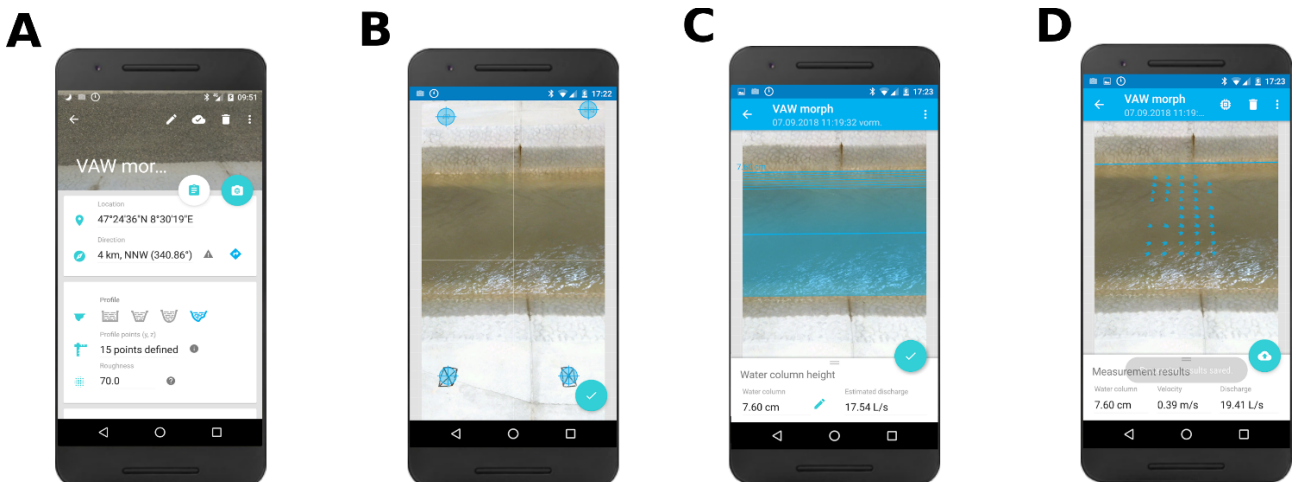 A
B
C
D
09:51
VAW mor...
Location
47°24'36"N 8°30'19"E
Direction
4 km, NNW (340.86°)
Profile
Profile points (y, z)
15 points defined
Roughness
70.0
17:22
17:23
VAW morph
07.09.2018 11:19:32 vorm.
Water column height
Water column
Estimated discharge
7.60 cm
17.54 L/s
17:23
VAW morph
07.09.2018 11:19:...
Measurement results
results saved
Water column
Velocity
Discharge
7.60 cm
0.39 m/s
19.41 L/s